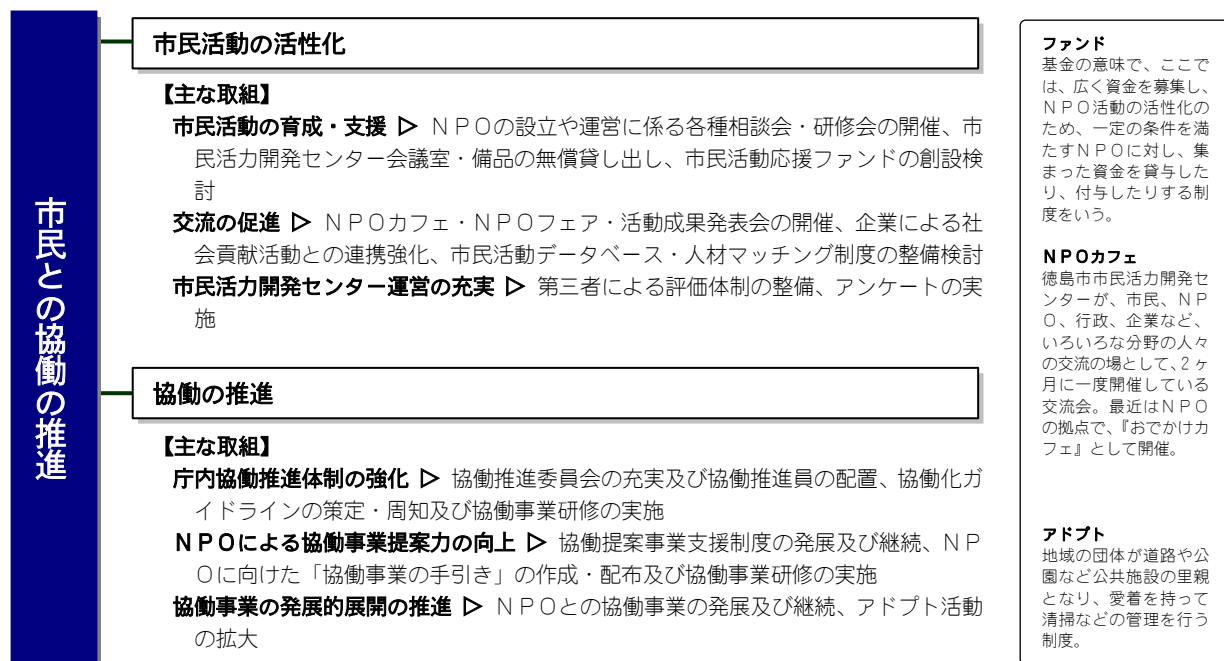 市民との協働の推進
市民活動の活性化
【主な取組】
市民活動の育成・支援 ▷ ＮＰＯの設立や運営に係る各種相談会・研修会の開催、市
民活力開発センター会議室・備品の無償貸し出し、市民活動応援ファンドの創設検
討
交流の促進 ▷ ＮＰＯカフェ・ＮＰＯフェア・活動成果発表会の開催、企業による社
会貢献活動との連携強化、市民活動データベース・人材マッチング制度の整備検討
市民活力開発センター運営の充実 ▷ 第三者による評価体制の整備、アンケートの実
施
協働の推進
【主な取組】
庁内協働推進体制の強化 ▷ 協働推進委員会の充実及び協働推進員の配置、協働化ガ
イドラインの策定・周知及び協働事業研修の実施
ＮＰＯによる協働事業提案力の向上 ▷ 協働提案事業支援制度の発展及び継続、ＮＰ
Ｏに向けた「協働事業の手引き」の作成・配布及び協働事業研修の実施
協働事業の発展的展開の推進 ▷ ＮＰＯとの協働事業の発展及び継続、アドプト活動
の拡大
ファンド
基金の意味で、ここで
は、広く資金を募集し、
ＮＰＯ活動の活性化の
ため、一定の条件を満
たすＮＰＯに対し、集
まった資金を貸与した
り、付与したりする制
度をいう。
ＮＰＯカフェ
徳島市市民活力開発セ
ンターが、市民、ＮＰ
Ｏ、行政、企業など、
いろいろな分野の人々
の交流の場として、２ヶ
月に一度開催している
交流会。最近はＮＰＯ
の拠点で、『おでかけカ
フェ』として開催。
アドプト
地域の団体が道路や公
園など公共施設の里親
となり、愛着を持って
清掃などの管理を行う
制度。